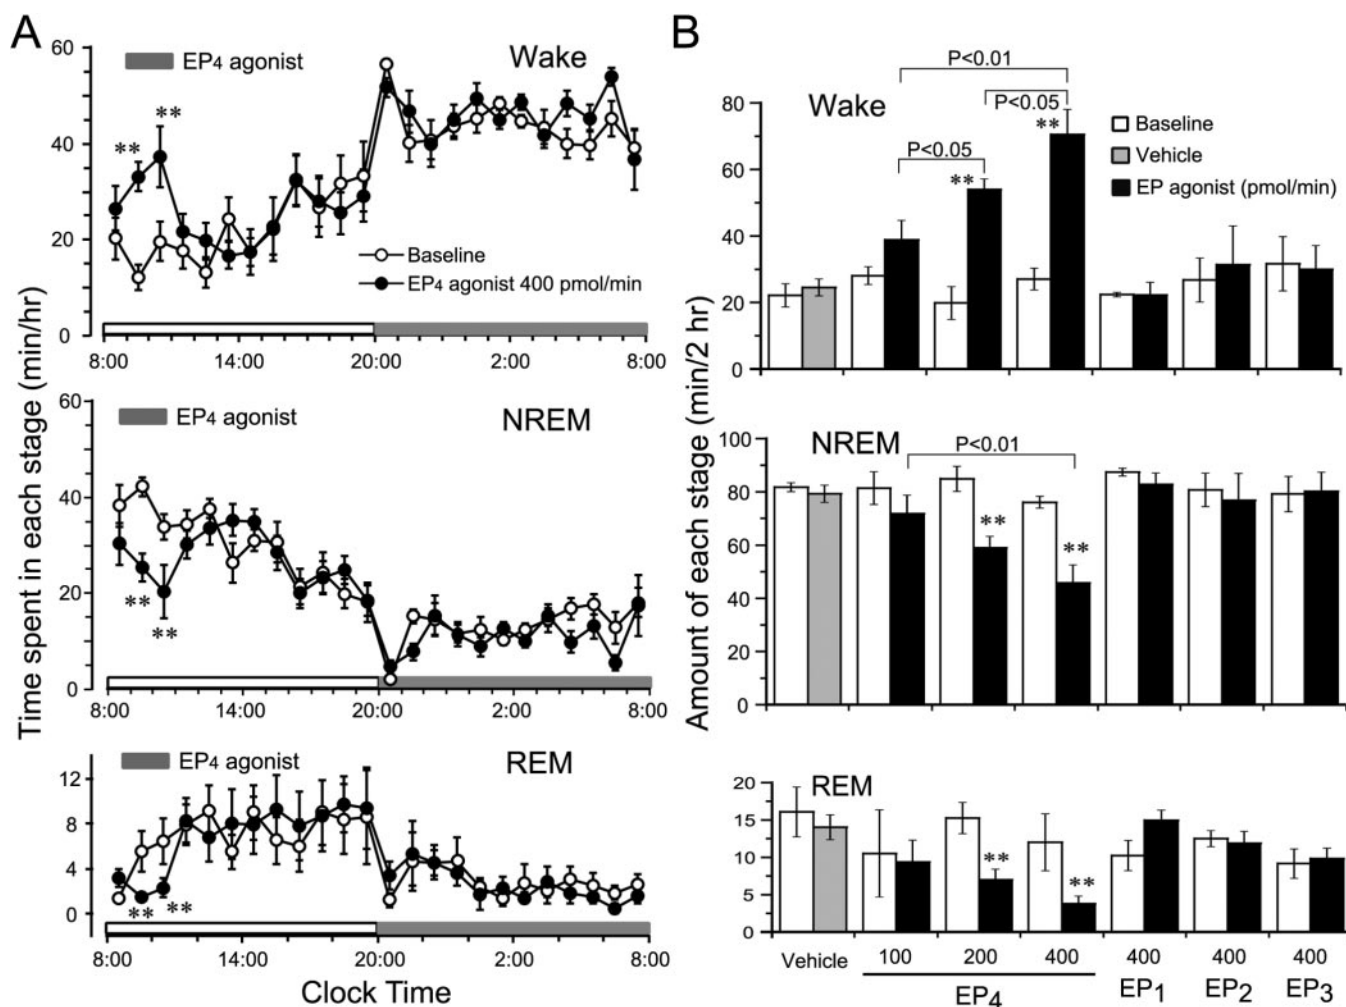 A
Time spent in each stage (min/hr)
EP4 agonist
Wake
60
40
20
0
Baseline
EP4 agonist 400 pmol/min
8:00 14:00 20:00 2:00 8:00
** **
EP4 agonist
NREM
60
40
20
0
**
**
8:00 14:00 20:00 2:00 8:00
EP4 agonist
REM
12
8
4
0
** **
8:00 14:00 20:00 2:00 8:00
Clock Time
B
Amount of each stage (min/2 hr)
Wake
P<0.01
P<0.05
P<0.05
** **
Baseline
Vehicle
EP agonist (pmol/min)
80
60
40
20
0
NREM
P<0.01
** **
100
80
60
40
20
0
REM
** **
20
15
10
5
0
Vehicle 100 200 400 400 400 400
EP4 EP1 EP2 EP3